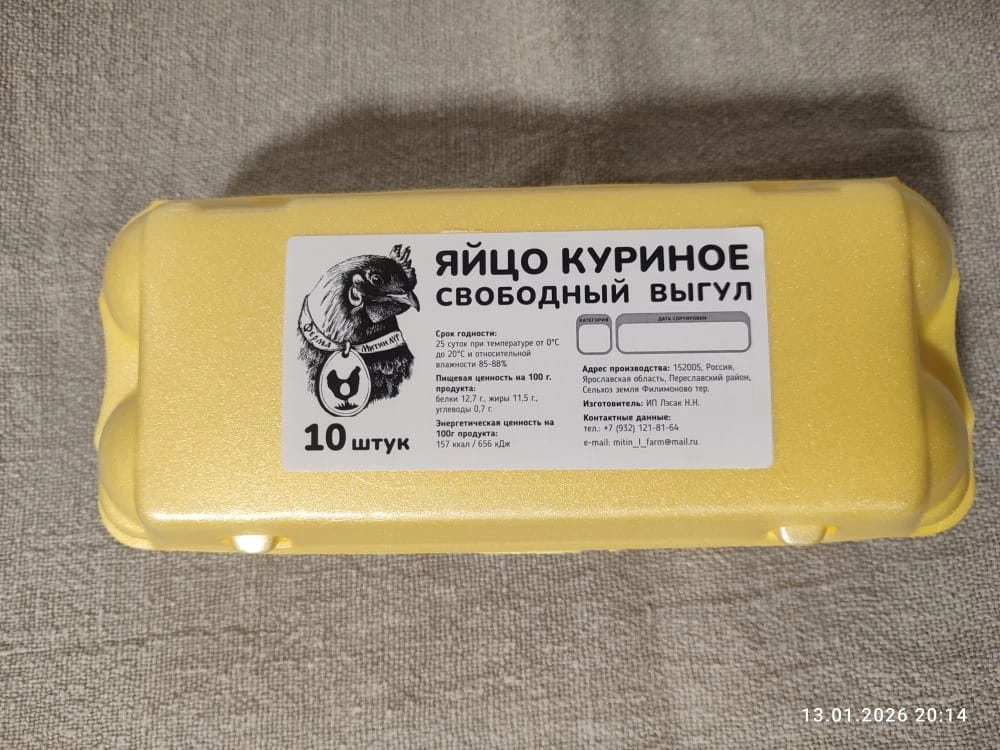 ЯЙЦО КУРИНОЕ
СВОБОДНЫЙ ВЫГУЛ
Ферма
Митин луг
10 штук
Срок годности:
25 суток при температуре от 0°С
до 20°С и относительной
влажности 85-88%
Пищевая ценность на 100 г.
продукта:
белки 12,7 г., жиры 11,5 г.,
углеводы 0,7 г.
Энергетическая ценность на
100г продукта:
157 ккал / 656 кДж
КАТЕГОРИЯ
ДАТА СОРТИРОВКИ
Адрес производства: 152005, Россия,
Ярославская область, Переславский район,
Сельхоз земля Филимоново тер.
Изготовитель: ИП Лэсак Н.Н.
Контактные данные:
тел.: +7 (932) 121-81-64
e-mail: mitin_l_farm@mail.ru
13.01.2026 20:14